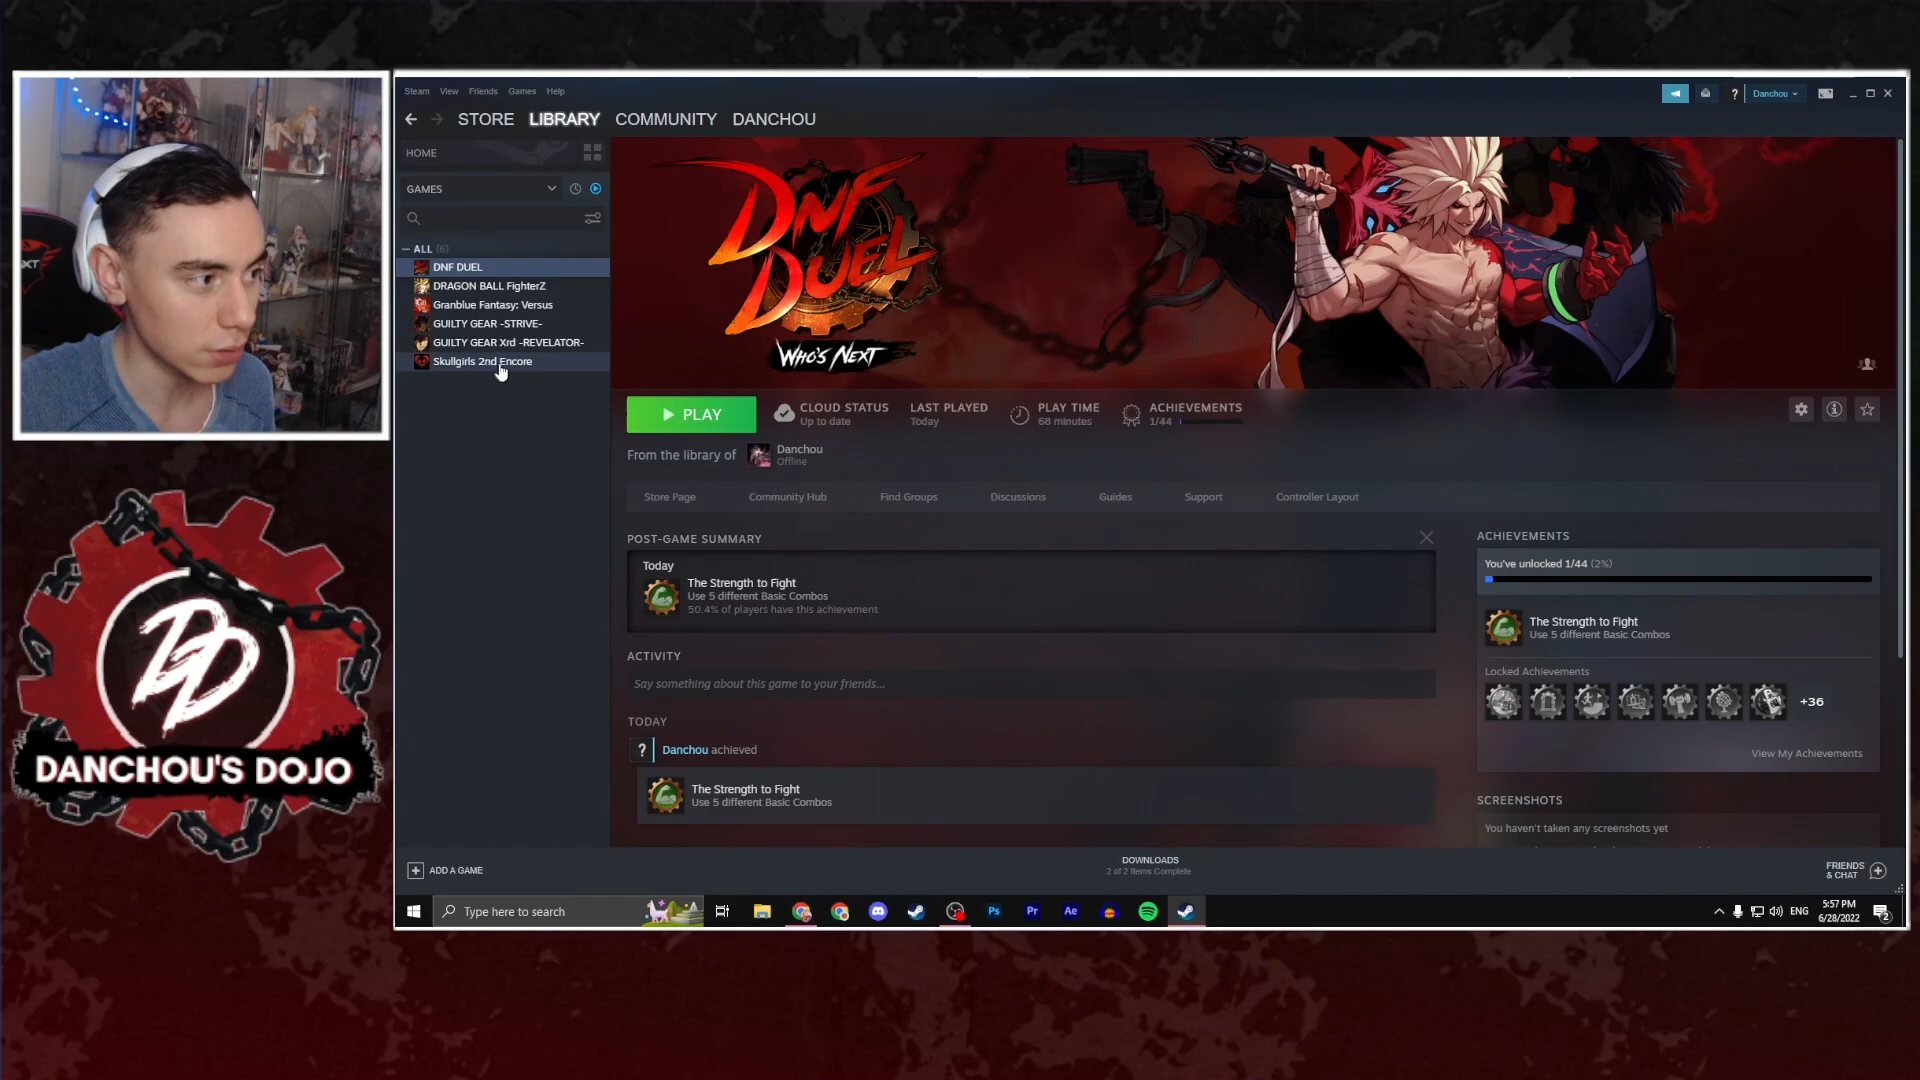 Steam View Friends Games Help
Danchou
STORE LIBRARY COMMUNITY DANCHOU
HOME
GAMES
ALL (6)
DNF DUEL
DRAGON BALL FighterZ
Granblue Fantasy: Versus
GUILTY GEAR -STRIVE-
GUILTY GEAR Xrd -REVELATOR-
Skullgirls 2nd Encore
DNF
DUEL
WHO'S NEXT
PLAY
CLOUD STATUS
Up to date
LAST PLAYED
Today
PLAY TIME
68 minutes
ACHIEVEMENTS
1/44
From the library of
Danchou
Offline
Store Page Community Hub Find Groups Discussions Guides Support Controller Layout
POST-GAME SUMMARY
Today
The Strength to Fight
Use 5 different Basic Combos
50.4% of players have this achievement
ACTIVITY
Say something about this game to your friends...
TODAY
? Danchou achieved
The Strength to Fight
Use 5 different Basic Combos
ACHIEVEMENTS
You've unlocked 1/44 (2%)
The Strength to Fight
Use 5 different Basic Combos
Locked Achievements
+36
View My Achievements
SCREENSHOTS
You haven't taken any screenshots yet
ADD A GAME
DOWNLOADS
2 of 2 Items Complete
FRIENDS
& CHAT
Type here to search
Ps Pr Ae
ENG
5:57 PM
6/28/2022
2
DD
DANCHOU'S DOJO